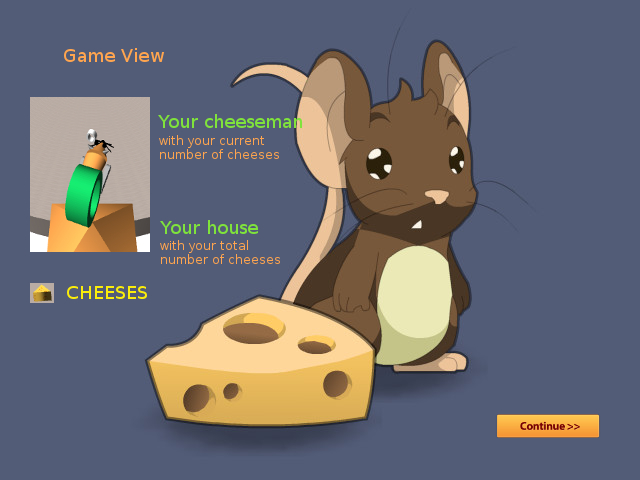 Game View
Your cheeseman
with your current
number of cheeses
Your house
with your total
number of cheeses
CHEESES
Continue >>